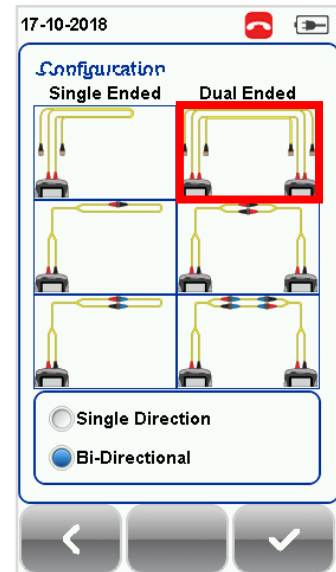 17-10-2018
Configuration
Single Ended Dual Ended
Single Direction
Bi-Directional